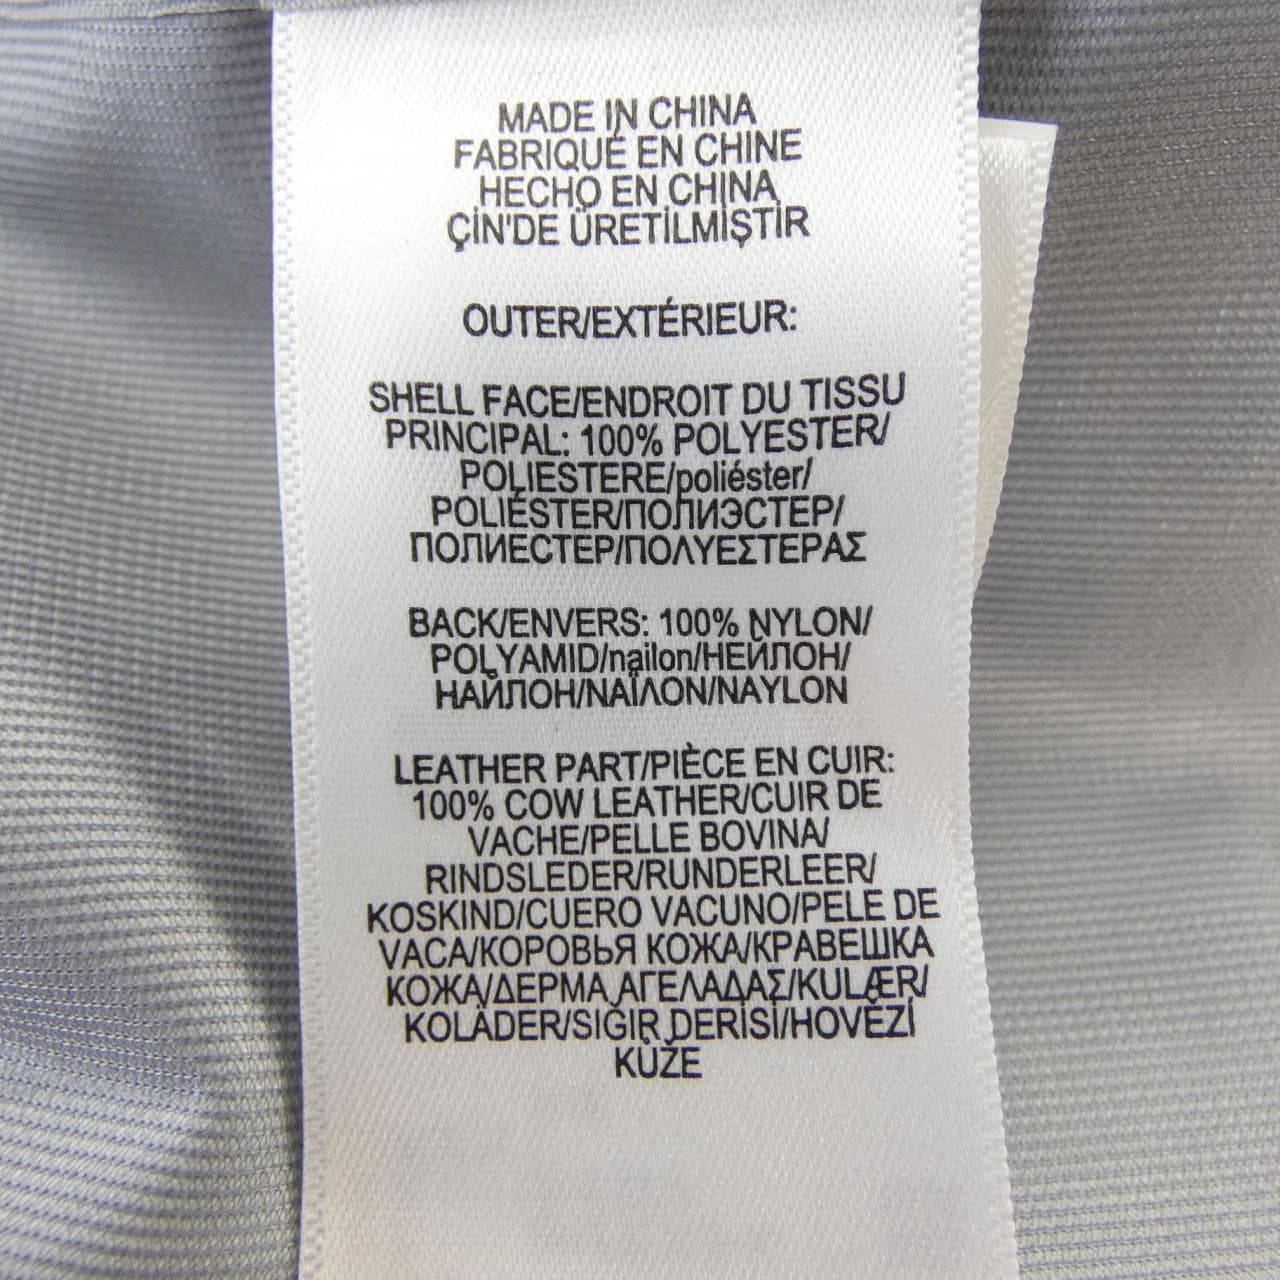 MADE IN CHINA
FABRIQUÉ EN CHINE
HECHO EN CHINA
ÇİN'DE ÜRETİLMİŞTİR
OUTER/EXTÉRIEUR:
SHELL FACE/ENDROIT DU TISSU
PRINCIPAL: 100% POLYESTER/
POLIESTERE/poliéster/
POLIÉSTER/ПОЛИЭСТЕР/
ПОЛИЕСТЕР/ΠΟΛΥΕΣΤΕΡΑΣ
BACK/ENVERS: 100% NYLON/
POLYAMID/nailon/НЕЙЛОН/
НАЙЛОН/ΝΑΪΛΟΝ/NAYLON
LEATHER PART/PIÈCE EN CUIR:
100% COW LEATHER/CUIR DE
VACHE/PELLE BOVINA/
RINDSLEDER/RUNDERLEER/
KOSKIND/CUERO VACUNO/PELE DE
VACA/КОРОВЬЯ КОЖА/КРАВЕШКА
КОЖА/ΔΕΡΜΑ ΑΓΕΛΑΔΑΣ/KULÆR/
KOLÄDER/SIĞIR DERİSİ/HOVĚZÍ
KŮŽE